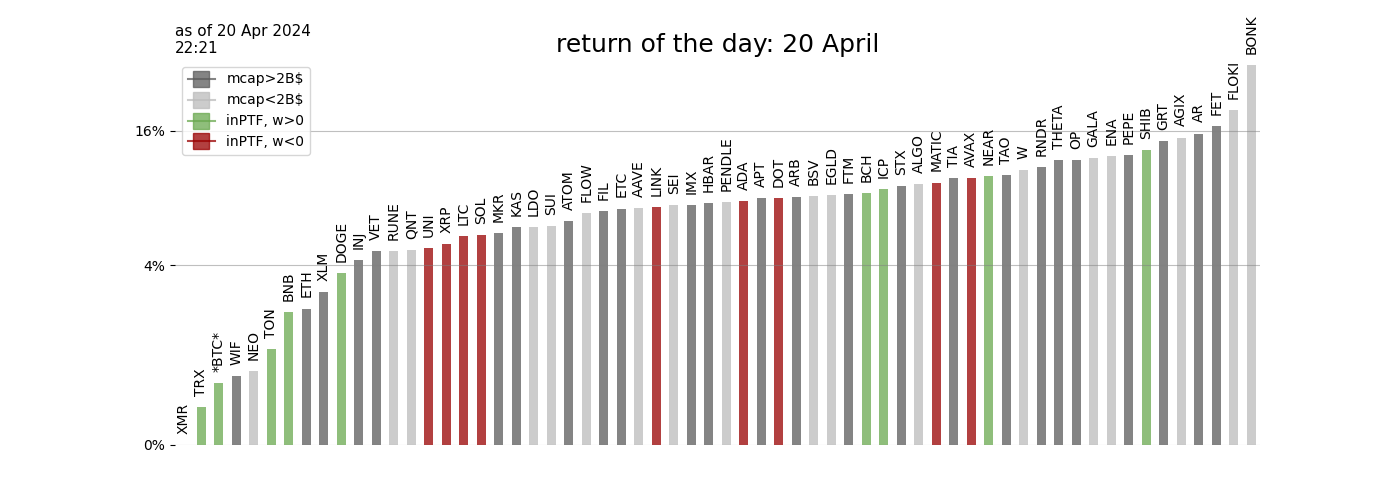 as of 20 Apr 2024
22:21
return of the day: 20 April
mcap>2B$
mcap<2B$
inPTF, w>0
inPTF, w<0
16%
4%
0%
XMR
TRX
*BTC*
WIF
NEO
TON
BNB
ETH
XLM
DOGE
INJ
VET
RUNE
QNT
UNI
XRP
LTC
SOL
MKR
KAS
LDO
SUI
ATOM
FLOW
FIL
ETC
AAVE
LINK
SEI
IMX
HBAR
PENDLE
ADA
APT
DOT
ARB
BSV
EGLD
FTM
BCH
ICP
STX
ALGO
MATIC
TIA
AVAX
NEAR
TAO
W
RNDR
THETA
OP
GALA
ENA
PEPE
SHIB
GRT
AGIX
AR
FET
FLOKI
BONK